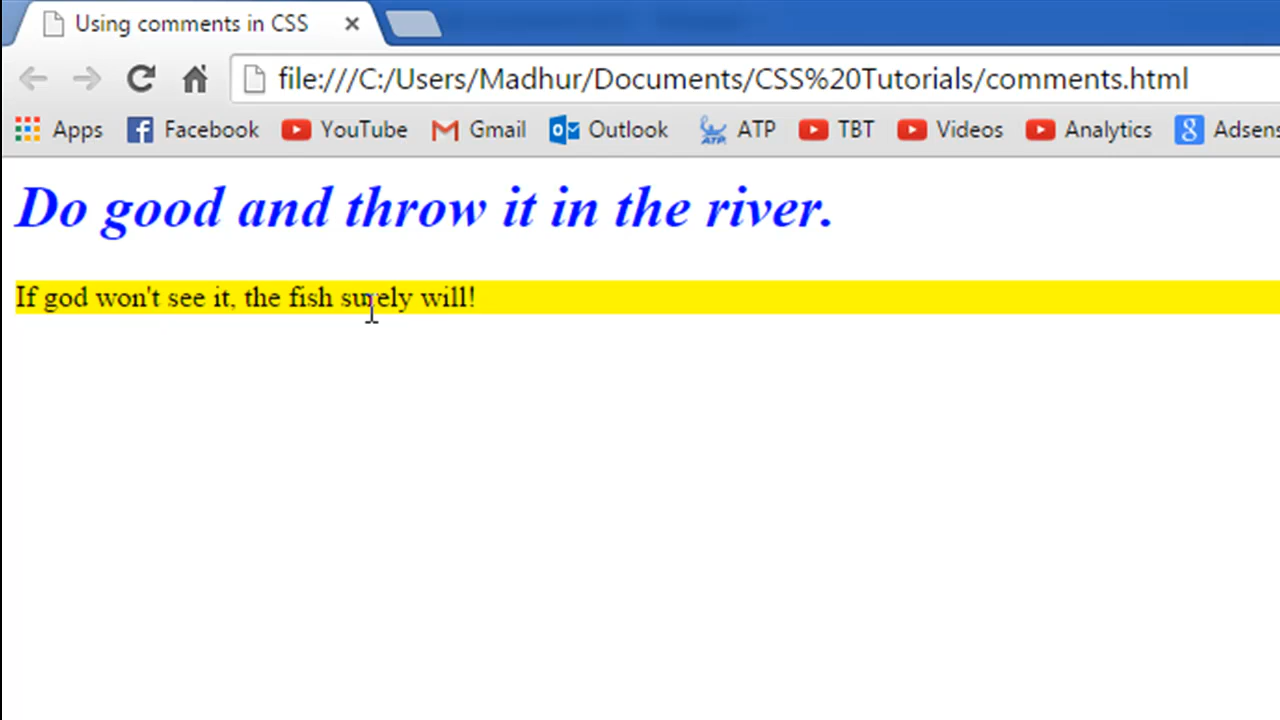 Using comments in CSS
file:///C:/Users/Madhur/Documents/CSS%20Tutorials/comments.html
Apps Facebook YouTube Gmail Outlook ATP TBT Videos Analytics Adsens
Do good and throw it in the river.
If god won't see it, the fish surely will!